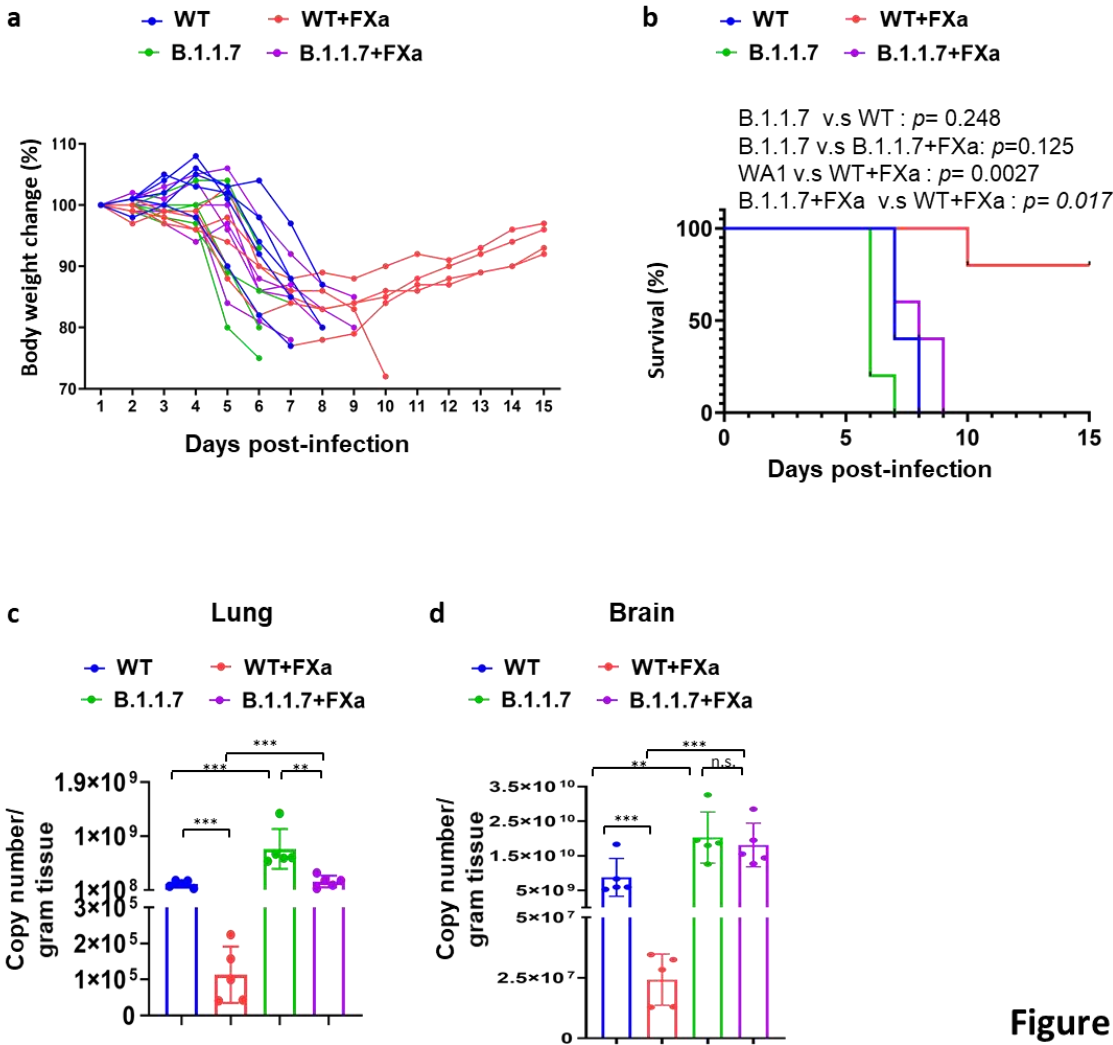 a
WT
WT+FXa
B.1.1.7
B.1.1.7+FXa
110
100
90
80
70
Body weight change (%)
1 2 3 4 5 6 7 8 9 10 11 12 13 14 15
Days post-infection
b
WT
WT+FXa
B.1.1.7
B.1.1.7+FXa
B.1.1.7 v.s WT : p= 0.248
B.1.1.7 v.s B.1.1.7+FXa: p=0.125
WA1 v.s WT+FXa : p= 0.0027
B.1.1.7+FXa v.s WT+FXa : p= 0.017
100
50
0
Survival (%)
0 5 10 15
Days post-infection
c
Lung
WT
WT+FXa
B.1.1.7
B.1.1.7+FXa
***
***
**
***
1.9×10⁹
1×10⁹
1×10⁸
3×10⁵
2×10⁵
1×10⁵
0
Copy number/
gram tissue
d
Brain
WT
WT+FXa
B.1.1.7
B.1.1.7+FXa
***
**
n.s.
***
3.5×10¹⁰
2.5×10¹⁰
1.5×10¹⁰
5×10⁹
5×10⁷
2.5×10⁷
0
Copy number/
gram tissue
Figure